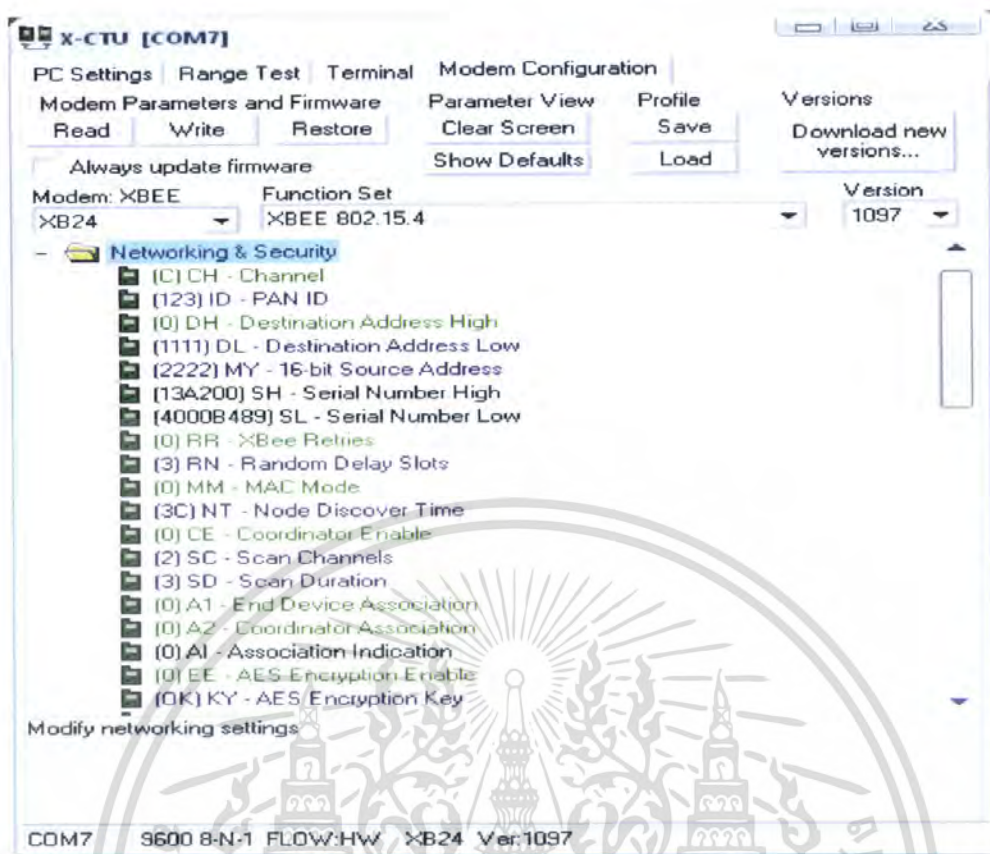 X-CTU [COM7]
PC Settings Range Test Terminal Modem Configuration
Modem Parameters and Firmware Parameter View Profile Versions
Read Write Restore Clear Screen Save Download new versions...
Always update firmware Show Defaults Load
Modem: XBEE Function Set Version
XB24 XBEE 802.15.4 1097
Networking & Security
(C) CH - Channel
(123) ID - PAN ID
(0) DH - Destination Address High
(1111) DL - Destination Address Low
(2222) MY - 16-bit Source Address
(13A200) SH - Serial Number High
(4000B489) SL - Serial Number Low
(0) RR - XBee Retries
(3) RN - Random Delay Slots
(0) MM - MAC Mode
(3C) NT - Node Discover Time
(0) CE - Coordinator Enable
(2) SC - Scan Channels
(3) SD - Scan Duration
(0) A1 - End Device Association
(0) A2 - Coordinator Association
(0) AI - Association Indication
(0) EE - AES Encryption Enable
(OK) KY - AES Encryption Key
Modify networking settings
COM7 9600 8-N-1 FLOW:HW XB24 Ver:1097